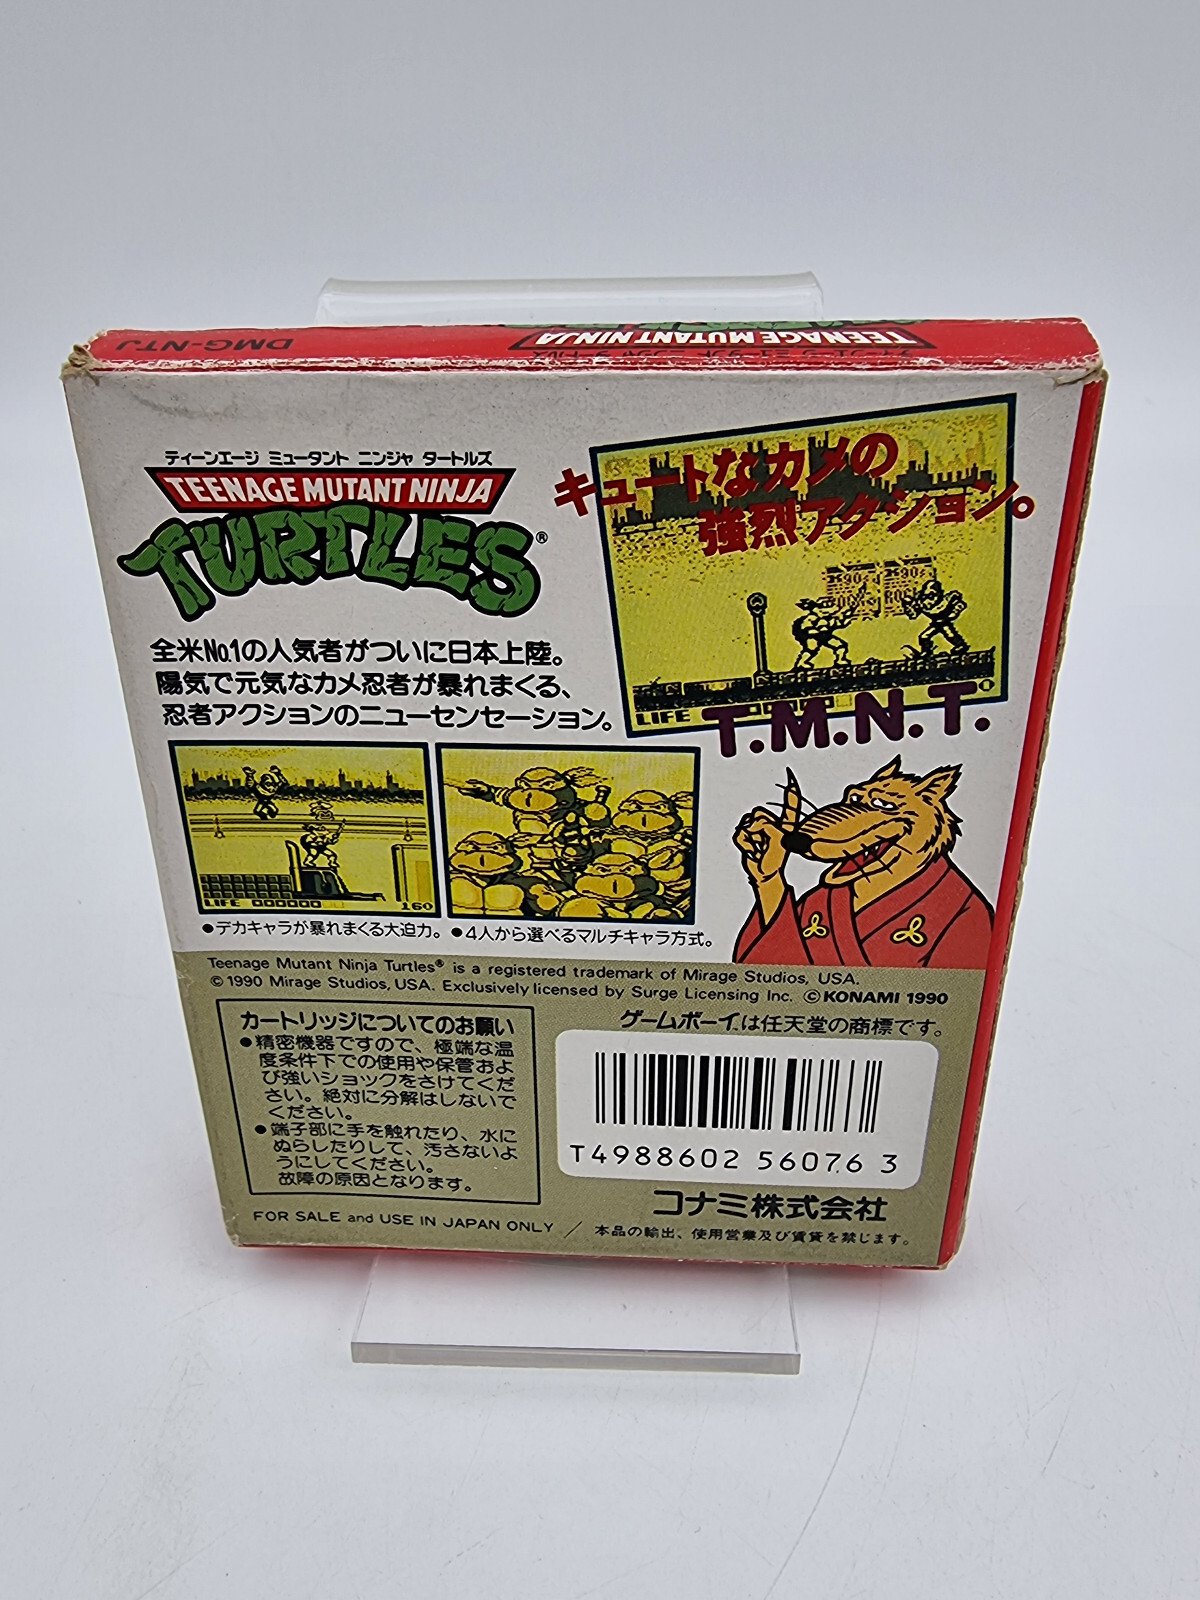 DMG-NTJ
TEENAGE MUTANT NINJA
ティーンエージ ミュータント ニンジャ タートルズ
TEENAGE MUTANT NINJA
TURTLES®
キュートなカメの
強烈アクション。
全米No.1の人気者がついに日本上陸。
陽気で元気なカメ忍者が暴れまくる、
忍者アクションのニューセンセーション。
LIFE
T.M.N.T.
LIFE 000000
160
●デカキャラが暴れまくる大迫力。
●4人から選べるマルチキャラ方式。
Teenage Mutant Ninja Turtles® is a registered trademark of Mirage Studios, USA.
© 1990 Mirage Studios, USA. Exclusively licensed by Surge Licensing Inc. © KONAMI 1990
カートリッジについてのお願い
●精密機器ですので、極端な温
度条件下での使用や保管およ
び強いショックをさけてくだ
さい。絶対に分解はしないで
ください。
●端子部に手を触れたり、水に
ぬらしたりして、汚さないよ
うにしてください。
故障の原因となります。
ゲームボーイは任天堂の商標です。
T4988602 56076 3
コナミ株式会社
FOR SALE and USE IN JAPAN ONLY / 本品の輸出、使用営業及び賃貸を禁じます。